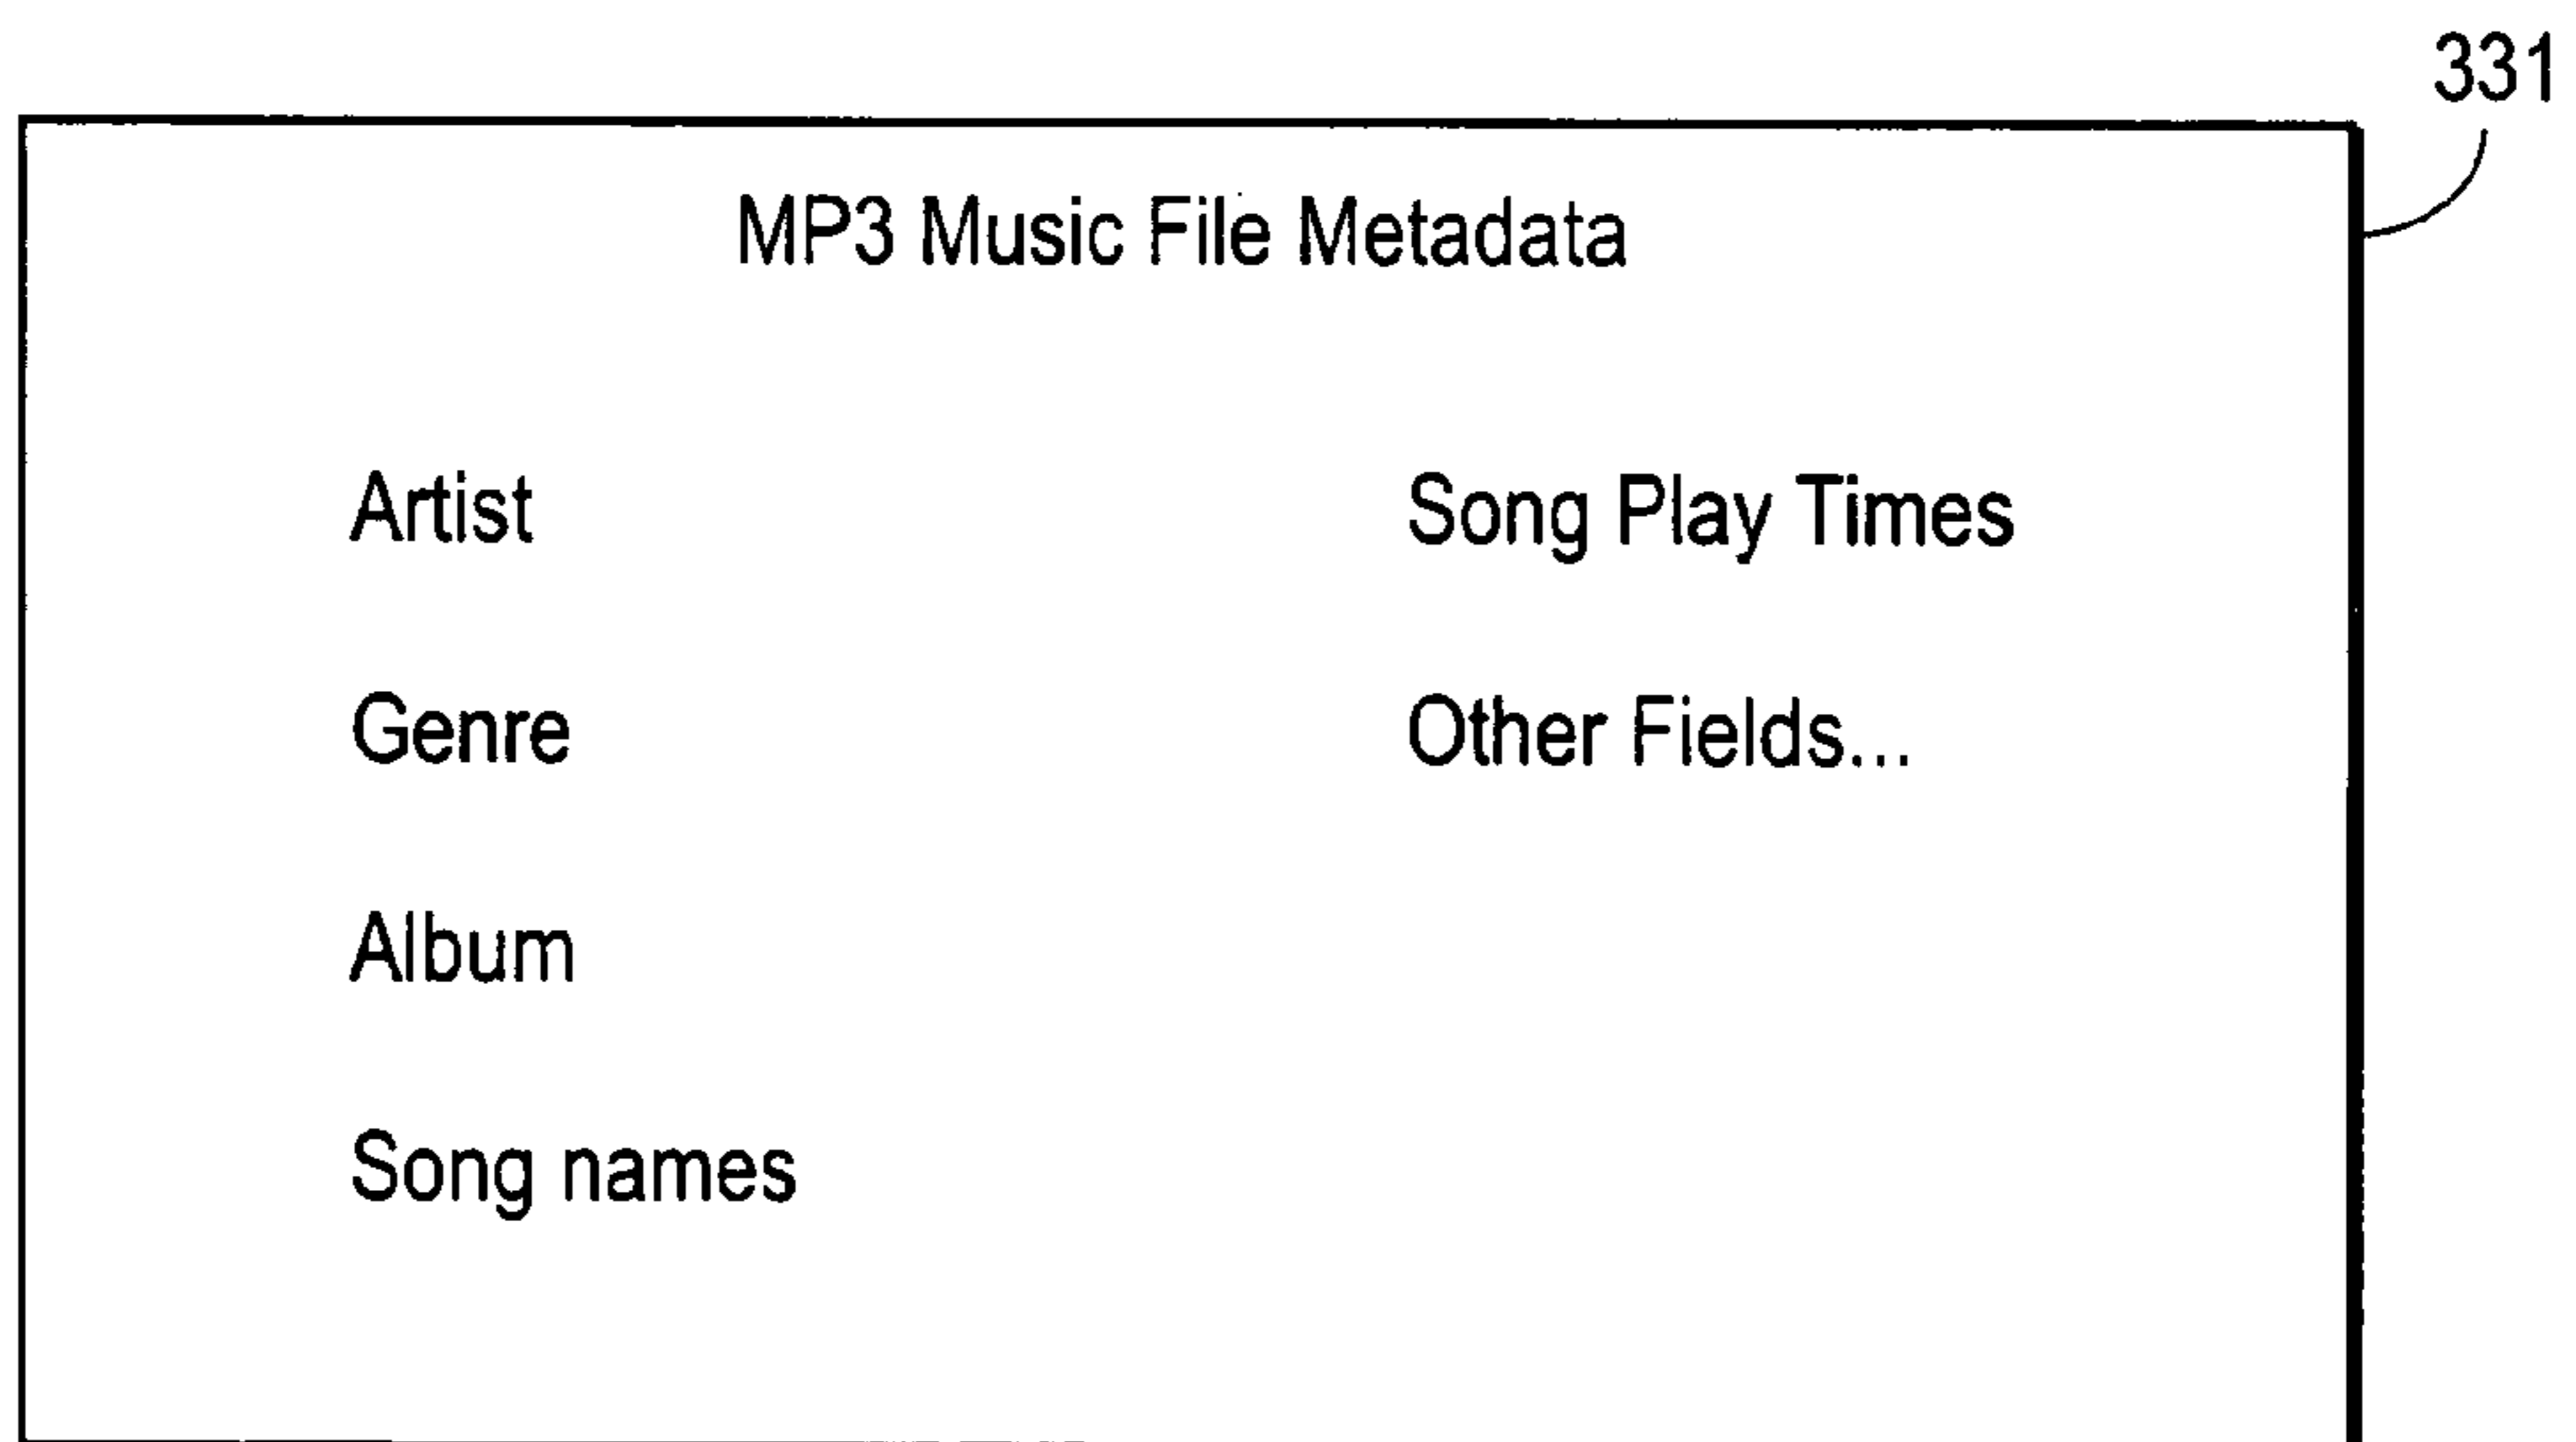 331
MP3 Music File Metadata
Artist
Genre
Album
Song names
Song Play Times
Other Fields...